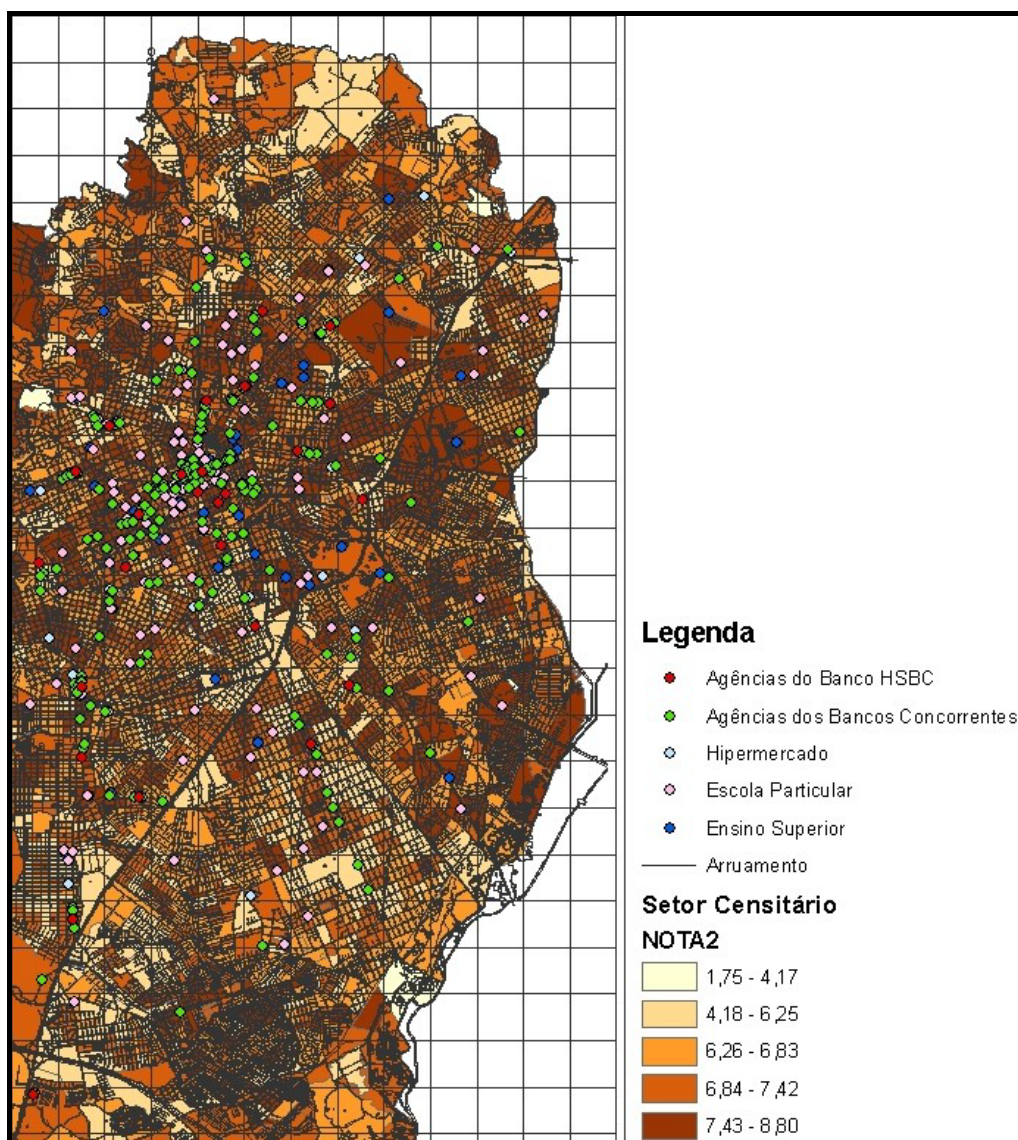 Legenda
Agências do Banco HSBC
Agências dos Bancos Concorrentes
Hipermercado
Escola Particular
Ensino Superior
Arruamento
Setor Censitário
NOTA2
1,75 - 4,17
4,18 - 6,25
6,26 - 6,83
6,84 - 7,42
7,43 - 8,80